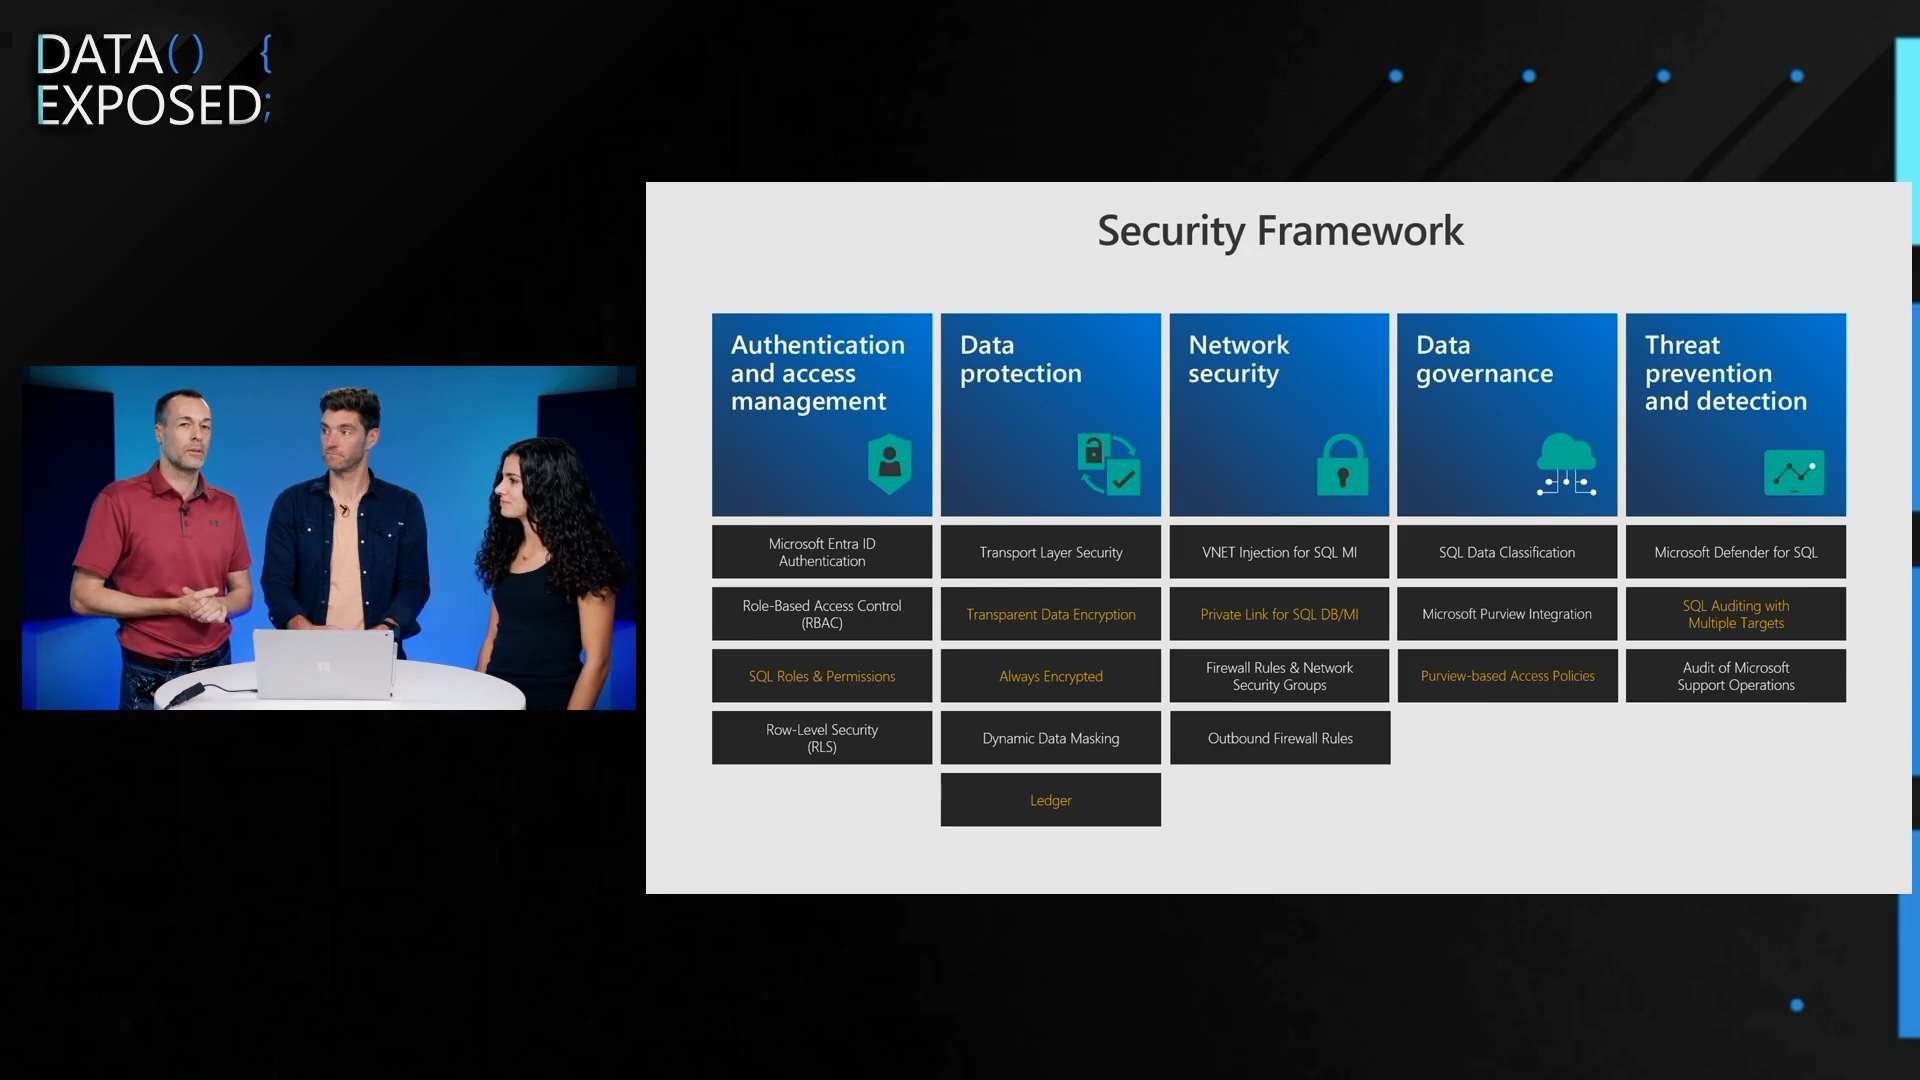 DATA() {
EXPOSED;
Security Framework
Authentication
and access
management
Microsoft Entra ID
Authentication
Role-Based Access Control
(RBAC)
SQL Roles & Permissions
Row-Level Security
(RLS)
Data
protection
Transport Layer Security
Transparent Data Encryption
Always Encrypted
Dynamic Data Masking
Ledger
Network
security
VNET Injection for SQL MI
Private Link for SQL DB/MI
Firewall Rules & Network
Security Groups
Outbound Firewall Rules
Data
governance
SQL Data Classification
Microsoft Purview Integration
Purview-based Access Policies
Threat
prevention
and detection
Microsoft Defender for SQL
SQL Auditing with
Multiple Targets
Audit of Microsoft
Support Operations